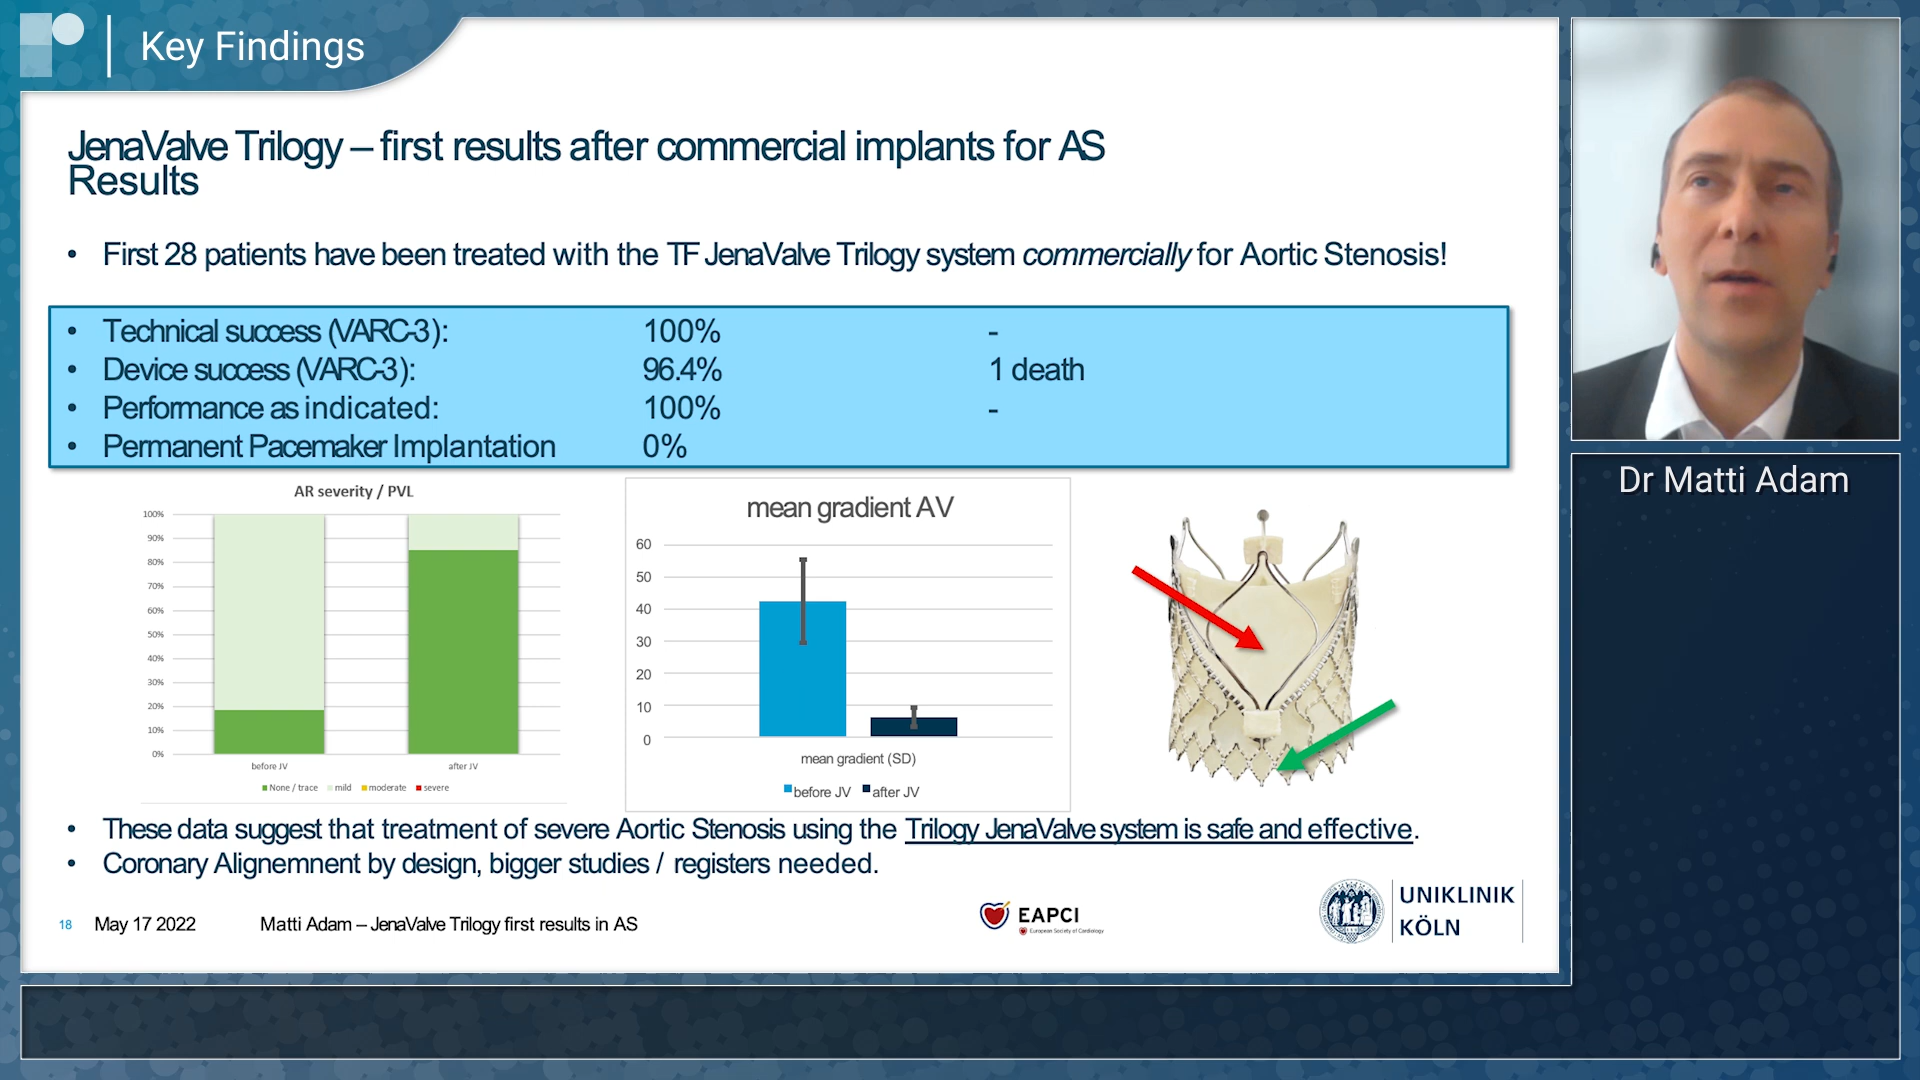 Key Findings
JenaValve Trilogy – first results after commercial implants for AS
Results
• First 28 patients have been treated with the TF JenaValve Trilogy system commercially for Aortic Stenosis!
• Technical success (VARC-3): 100% -
• Device success (VARC-3): 96.4% 1 death
• Performance as indicated: 100% -
• Permanent Pacemaker Implantation 0%
AR severity / PVL
100%
90%
80%
70%
60%
50%
40%
30%
20%
10%
0%
before JV after JV
None / trace mild moderate severe
mean gradient AV
60
50
40
30
20
10
0
mean gradient (SD)
before JV after JV
• These data suggest that treatment of severe Aortic Stenosis using the Trilogy JenaValve system is safe and effective.
• Coronary Alignemnent by design, bigger studies / registers needed.
18 May 17 2022 Matti Adam – JenaValve Trilogy first results in AS
EAPCI
European Society of Cardiology
UNIKLINIK
KÖLN
Dr Matti Adam